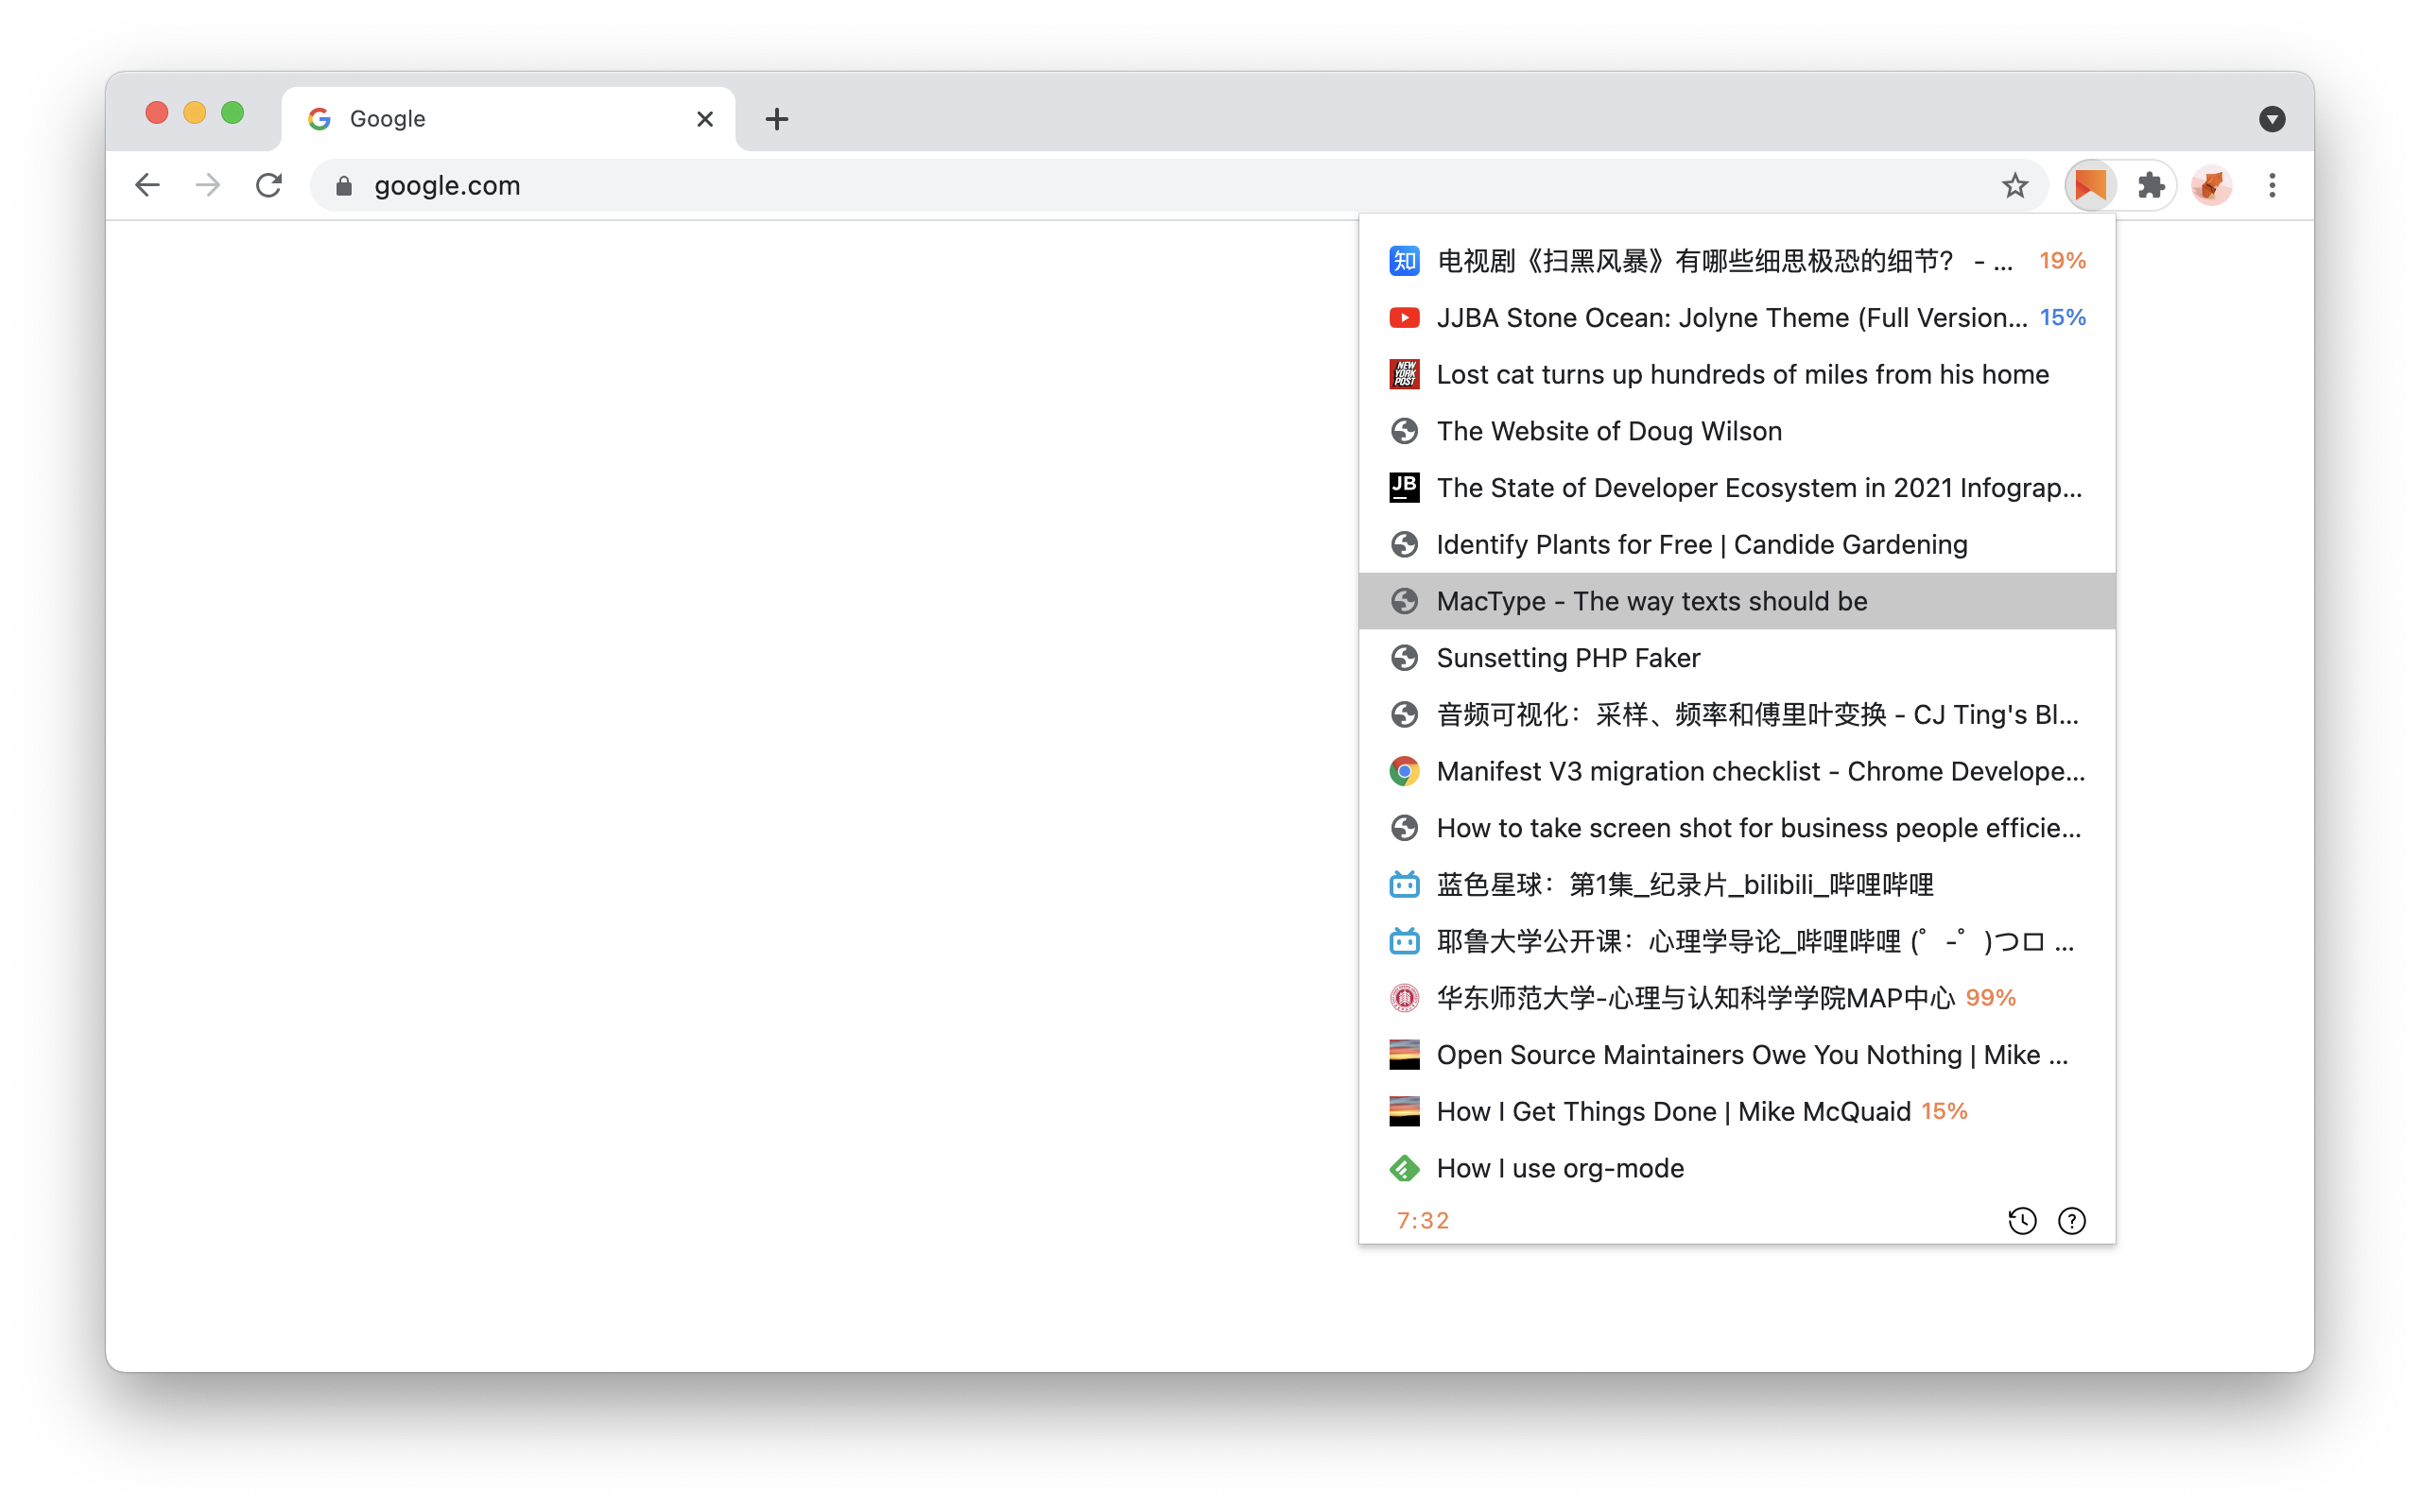 Google
google.com
知 电视剧《扫黑风暴》有哪些细思极恐的细节？ - ... 19%
JJBA Stone Ocean: Jolyne Theme (Full Version... 15%
NEW YORK POST Lost cat turns up hundreds of miles from his home
The Website of Doug Wilson
JB The State of Developer Ecosystem in 2021 Infograp...
Identify Plants for Free | Candide Gardening
MacType - The way texts should be
Sunsetting PHP Faker
音频可视化：采样、频率和傅里叶变换 - CJ Ting's Bl...
Manifest V3 migration checklist - Chrome Develope...
How to take screen shot for business people efficie...
蓝色星球：第1集_纪录片_bilibili_哔哩哔哩
耶鲁大学公开课：心理学导论_哔哩哔哩 (゜-゜)つロ ...
华东师范大学-心理与认知科学学院MAP中心 99%
Open Source Maintainers Owe You Nothing | Mike ...
How I Get Things Done | Mike McQuaid 15%
How I use org-mode
7:32